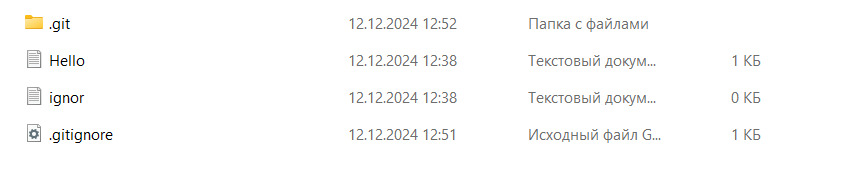 .git 12.12.2024 12:52 Папка с файлами
Hello 12.12.2024 12:38 Текстовый докум... 1 КБ
ignor 12.12.2024 12:38 Текстовый докум... 0 КБ
.gitignore 12.12.2024 12:51 Исходный файл G... 1 КБ